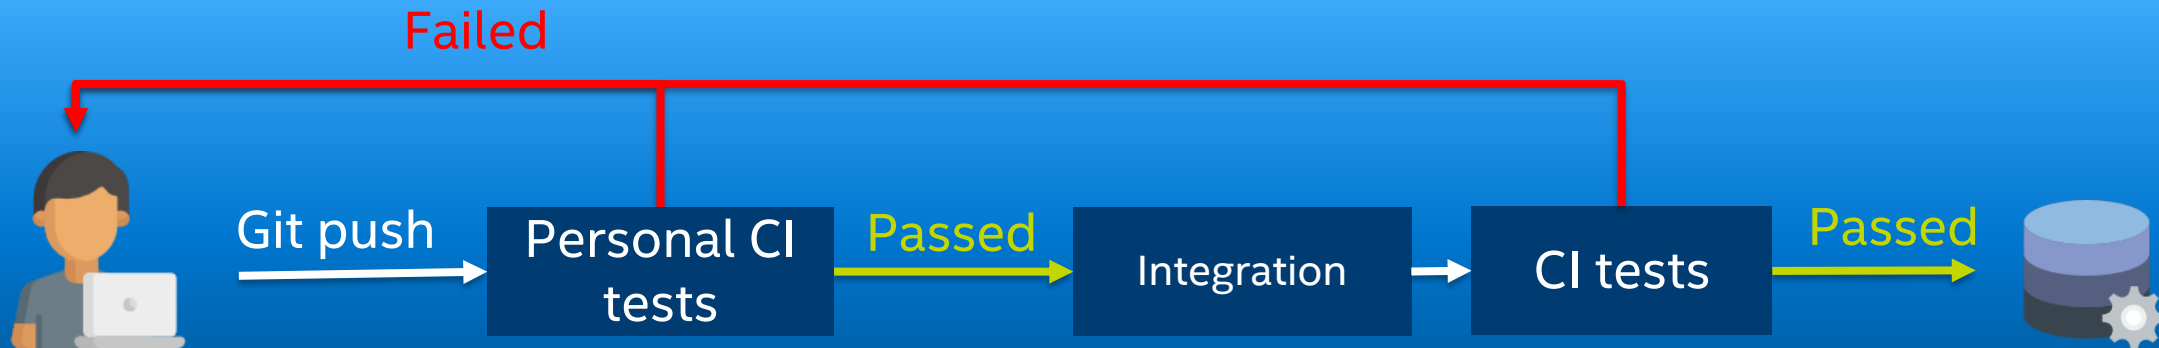 Failed
Git push
Personal CI
tests
Passed
Integration
CI tests
Passed